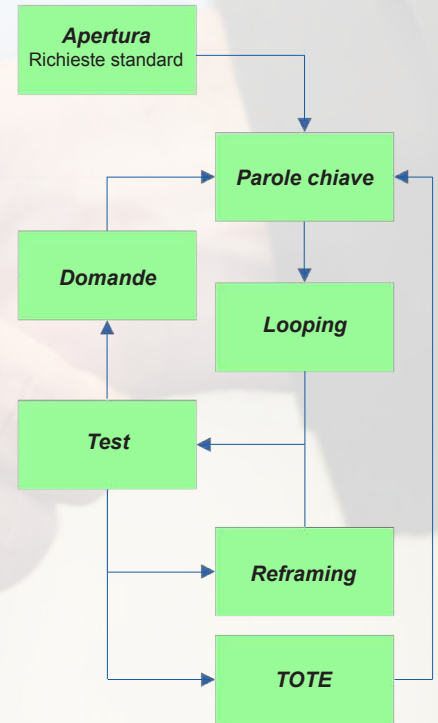 Apertura
Richieste standard
Parole chiave
Domande
Looping
Test
Reframing
TOTE